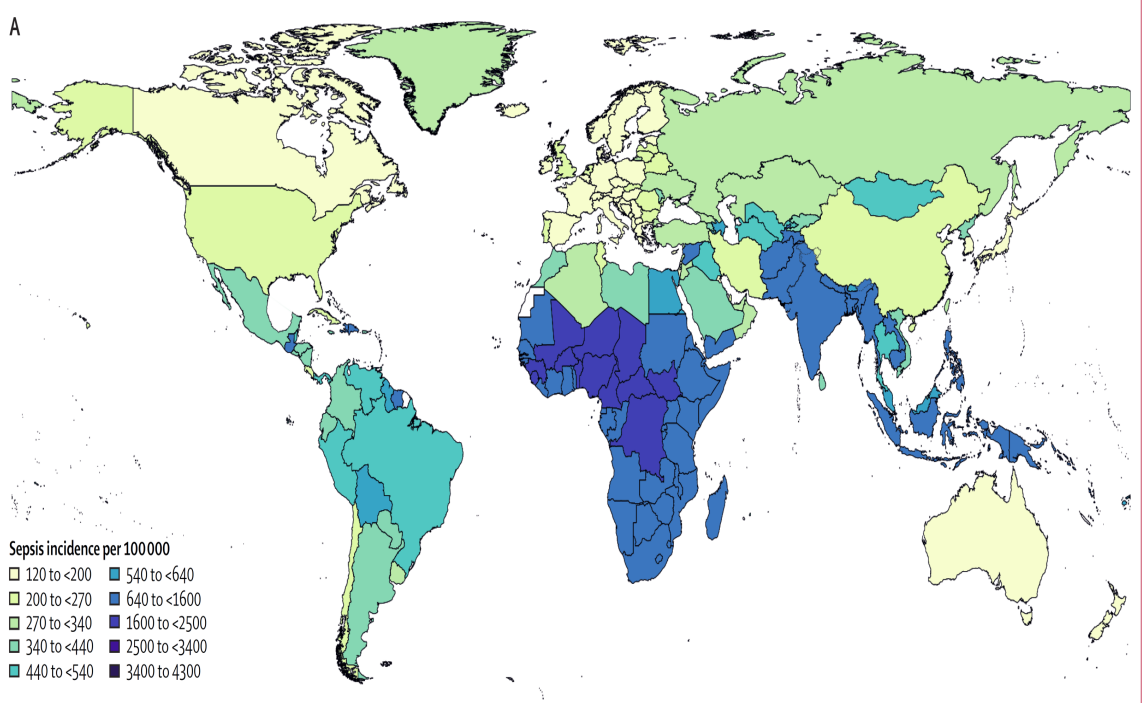 A
Sepsis incidence per 100 000
120 to <200
200 to <270
270 to <340
340 to <440
440 to <540
540 to <640
640 to <1600
1600 to <2500
2500 to <3400
3400 to 4300